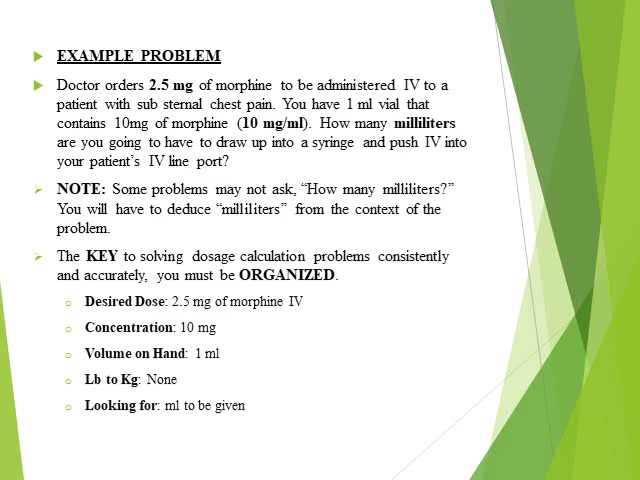 EXAMPLE PROBLEM
Doctor orders 2.5 mg of morphine to be administered IV to a
patient with sub sternal chest pain. You have 1 ml vial that
contains 10mg of morphine (10 mg/ml). How many milliliters
are you going to have to draw up into a syringe and push IV into
your patient’s IV line port?
NOTE: Some problems may not ask, “How many milliliters?”
You will have to deduce “milliliters” from the context of the
problem.
The KEY to solving dosage calculation problems consistently
and accurately, you must be ORGANIZED.
Desired Dose: 2.5 mg of morphine IV
Concentration: 10 mg
Volume on Hand: 1 ml
Lb to Kg: None
Looking for: ml to be given